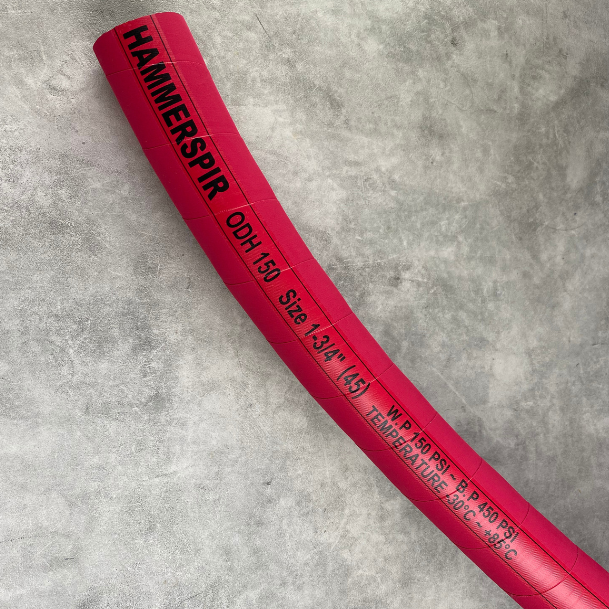 HAMMERSPIR ODH 150 Size 1-3/4" (45)
W.P 150 PSI ~ B.P 450 PSI
TEMPERATURE -30°C ~ +85°C